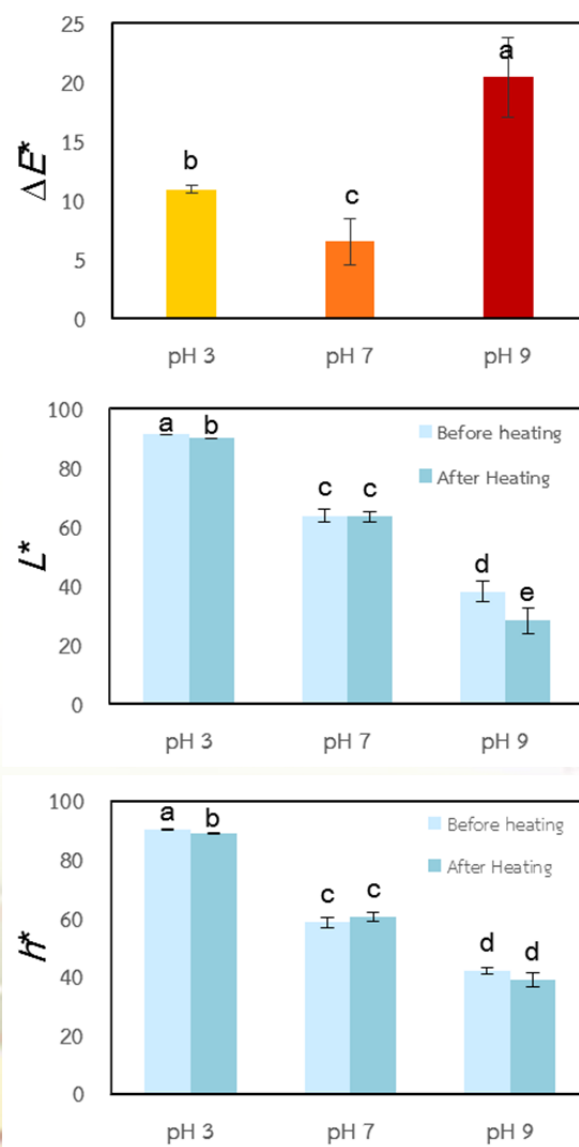 25
20
15
10
5
0
ΔE*
b
c
a
pH 3
pH 7
pH 9
100
80
60
40
20
0
L*
a
b
c
c
d
e
Before heating
After Heating
pH 3
pH 7
pH 9
100
80
60
40
20
0
h*
a
b
c
c
d
d
Before heating
After Heating
pH 3
pH 7
pH 9